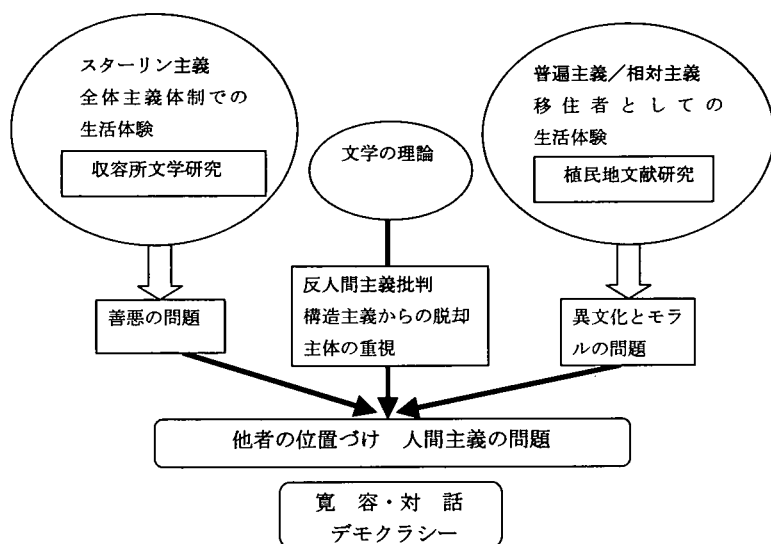 スターリン主義
全体主義体制での
生活体験
収容所文学研究
文学の理論
普遍主義／相対主義
移住者としての
生活体験
植民地文献研究
善悪の問題
反人間主義批判
構造主義からの脱却
主体の重視
異文化とモラ
ルの問題
他者の位置づけ　人間主義の問題
寛　容・対　話
デモクラシー